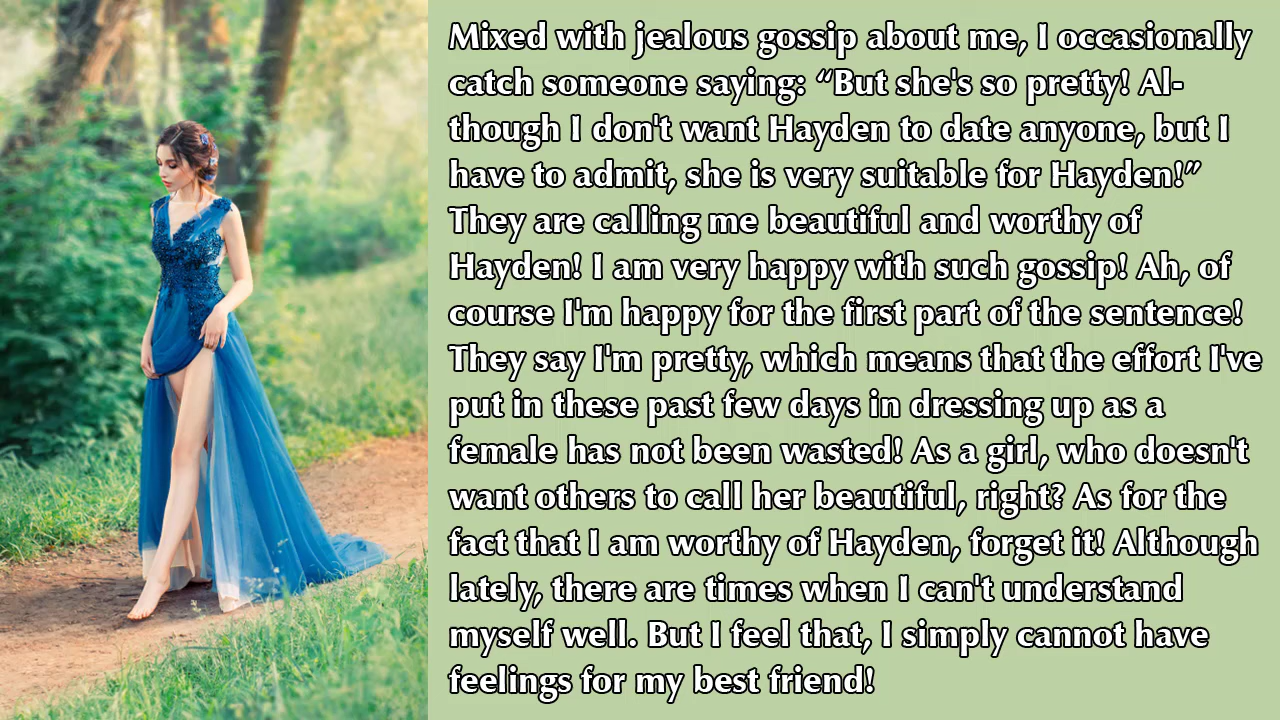 Mixed with jealous gossip about me, I occasionally
catch someone saying: “But she's so pretty! Al-
though I don't want Hayden to date anyone, but I
have to admit, she is very suitable for Hayden!”
They are calling me beautiful and worthy of
Hayden! I am very happy with such gossip! Ah, of
course I'm happy for the first part of the sentence!
They say I'm pretty, which means that the effort I've
put in these past few days in dressing up as a
female has not been wasted! As a girl, who doesn't
want others to call her beautiful, right? As for the
fact that I am worthy of Hayden, forget it! Although
lately, there are times when I can't understand
myself well. But I feel that, I simply cannot have
feelings for my best friend!